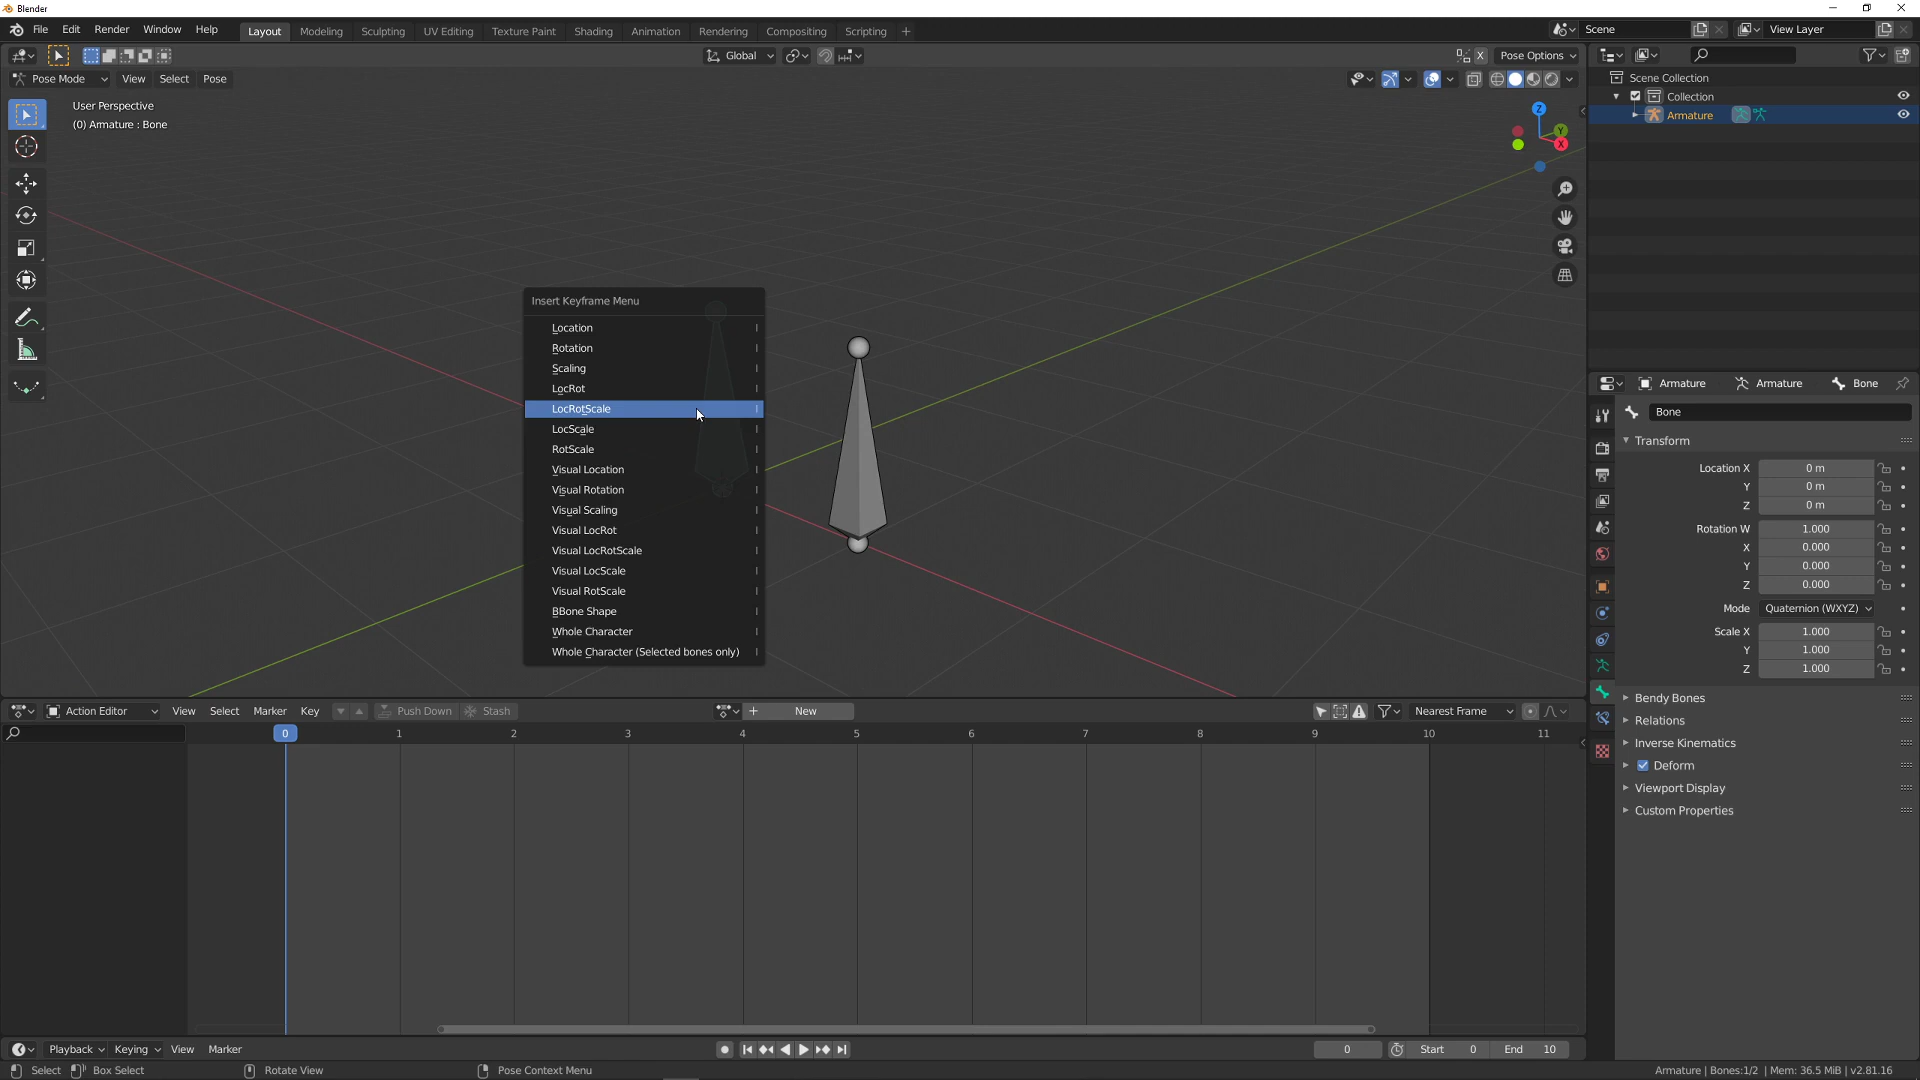 Blender
File Edit Render Window Help Layout Modeling Sculpting UV Editing Texture Paint Shading Animation Rendering Compositing Scripting + Scene View Layer
Global X Pose Options
Pose Mode View Select Pose
User Perspective
(0) Armature : Bone
Z
Y
X
Scene Collection
Collection
Armature
Insert Keyframe Menu
Location I
Rotation I
Scaling I
LocRot I
LocRotScale I
LocScale I
RotScale I
Visual Location I
Visual Rotation I
Visual Scaling I
Visual LocRot I
Visual LocRotScale I
Visual LocScale I
Visual RotScale I
BBone Shape I
Whole Character I
Whole Character (Selected bones only) I
Armature Armature Bone
Bone
Transform
Location X 0 m
Y 0 m
Z 0 m
Rotation W 1.000
X 0.000
Y 0.000
Z 0.000
Mode Quaternion (WXYZ)
Scale X 1.000
Y 1.000
Z 1.000
Bendy Bones
Relations
Inverse Kinematics
Deform
Viewport Display
Custom Properties
Action Editor View Select Marker Key Push Down Stash + New Nearest Frame
0 1 2 3 4 5 6 7 8 9 10 11
Playback Keying View Marker 0 Start 0 End 10
Select Box Select Rotate View Pose Context Menu Armature | Bones:1/2 | Mem: 36.5 MiB | v2.81.16